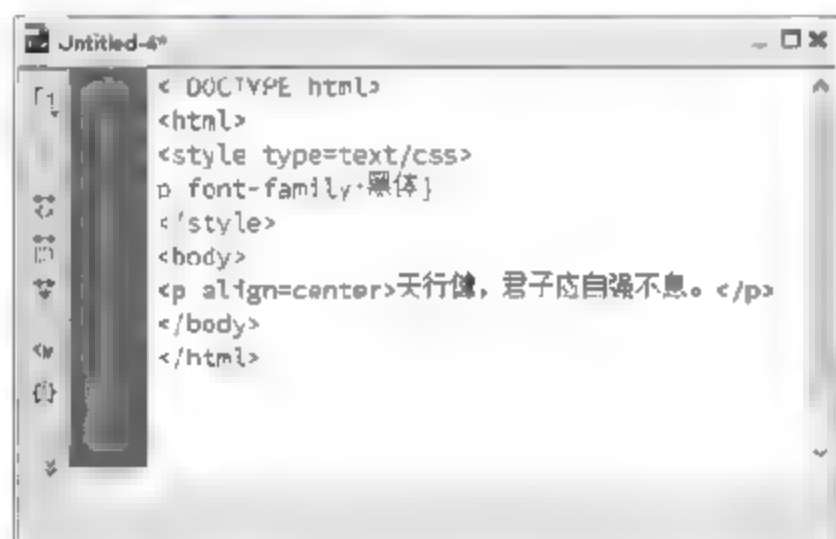 Untitled-4*
< DOCTYPE html>
<html>
<style type=text/css>
p font-family:黑体}
</style>
<body>
<p align=center>天行健，君子应自强不息。</p>
</body>
</html>